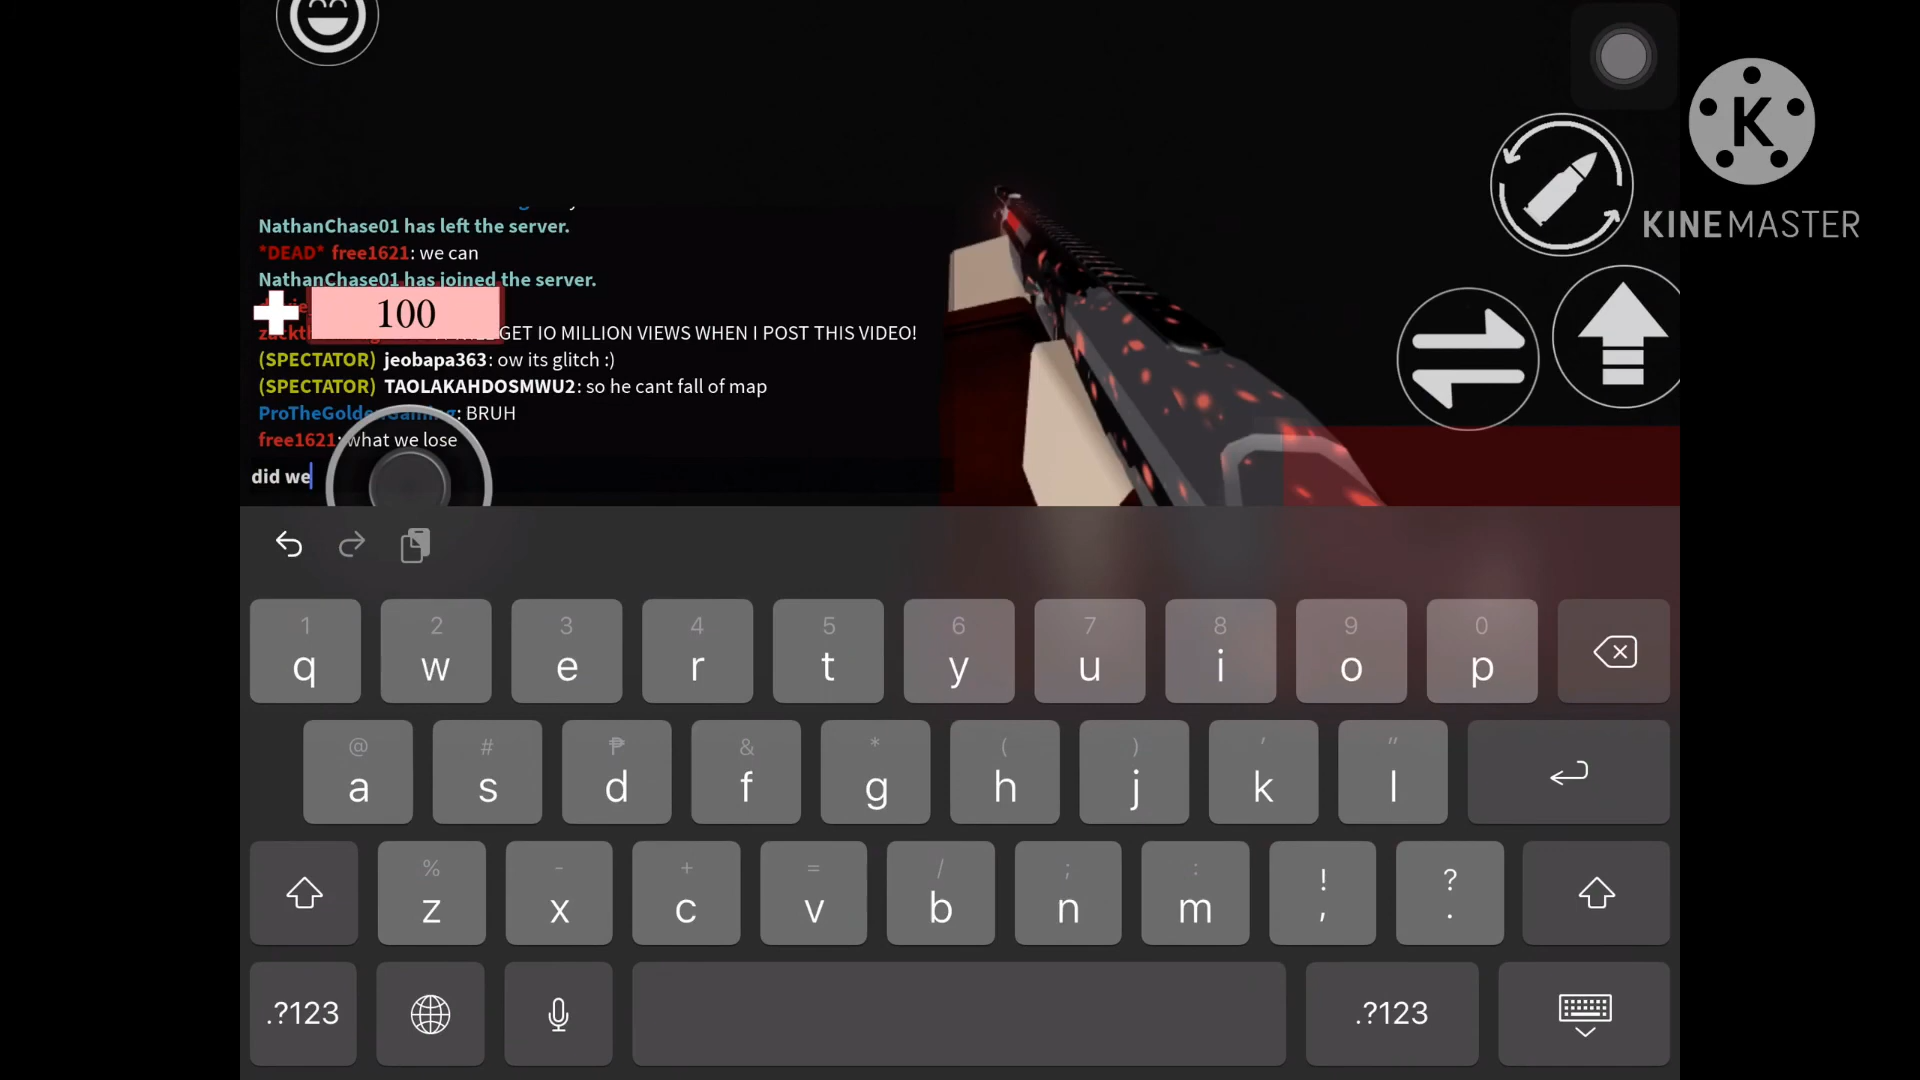 NathanChase01 has left the server.
*DEAD* free1621: we can
NathanChase01 has joined the server.
100
GET IO MILLION VIEWS WHEN I POST THIS VIDEO!
(SPECTATOR) jeobapa363: ow its glitch :)
(SPECTATOR) TAOLAKAHDOSMWU2: so he cant fall of map
ProTheGoldenGaming: BRUH
free1621: what we lose
did we
K
KINEMASTER
1 2 3 4 5 6 7 8 9 0
q w e r t y u i o p
@ # ₱ & * ( ) ' "
a s d f g h j k l
% - + = / ; : ! ?
z x c v b n m , .
.?123 .?123